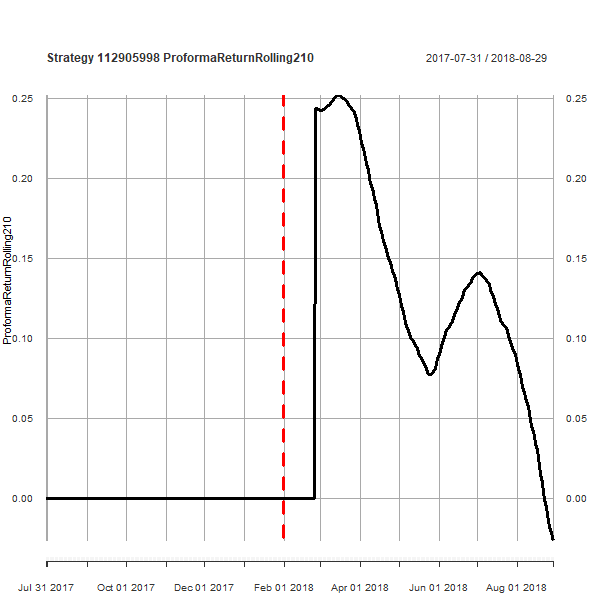 Strategy 112905998 ProformaReturnRolling210
2017-07-31 / 2018-08-29
ProformaReturnRolling210
0.25 0.25
0.20 0.20
0.15 0.15
0.10 0.10
0.05 0.05
0.00 0.00
Jul 31 2017 Oct 01 2017 Dec 01 2017 Feb 01 2018 Apr 01 2018 Jun 01 2018 Aug 01 2018